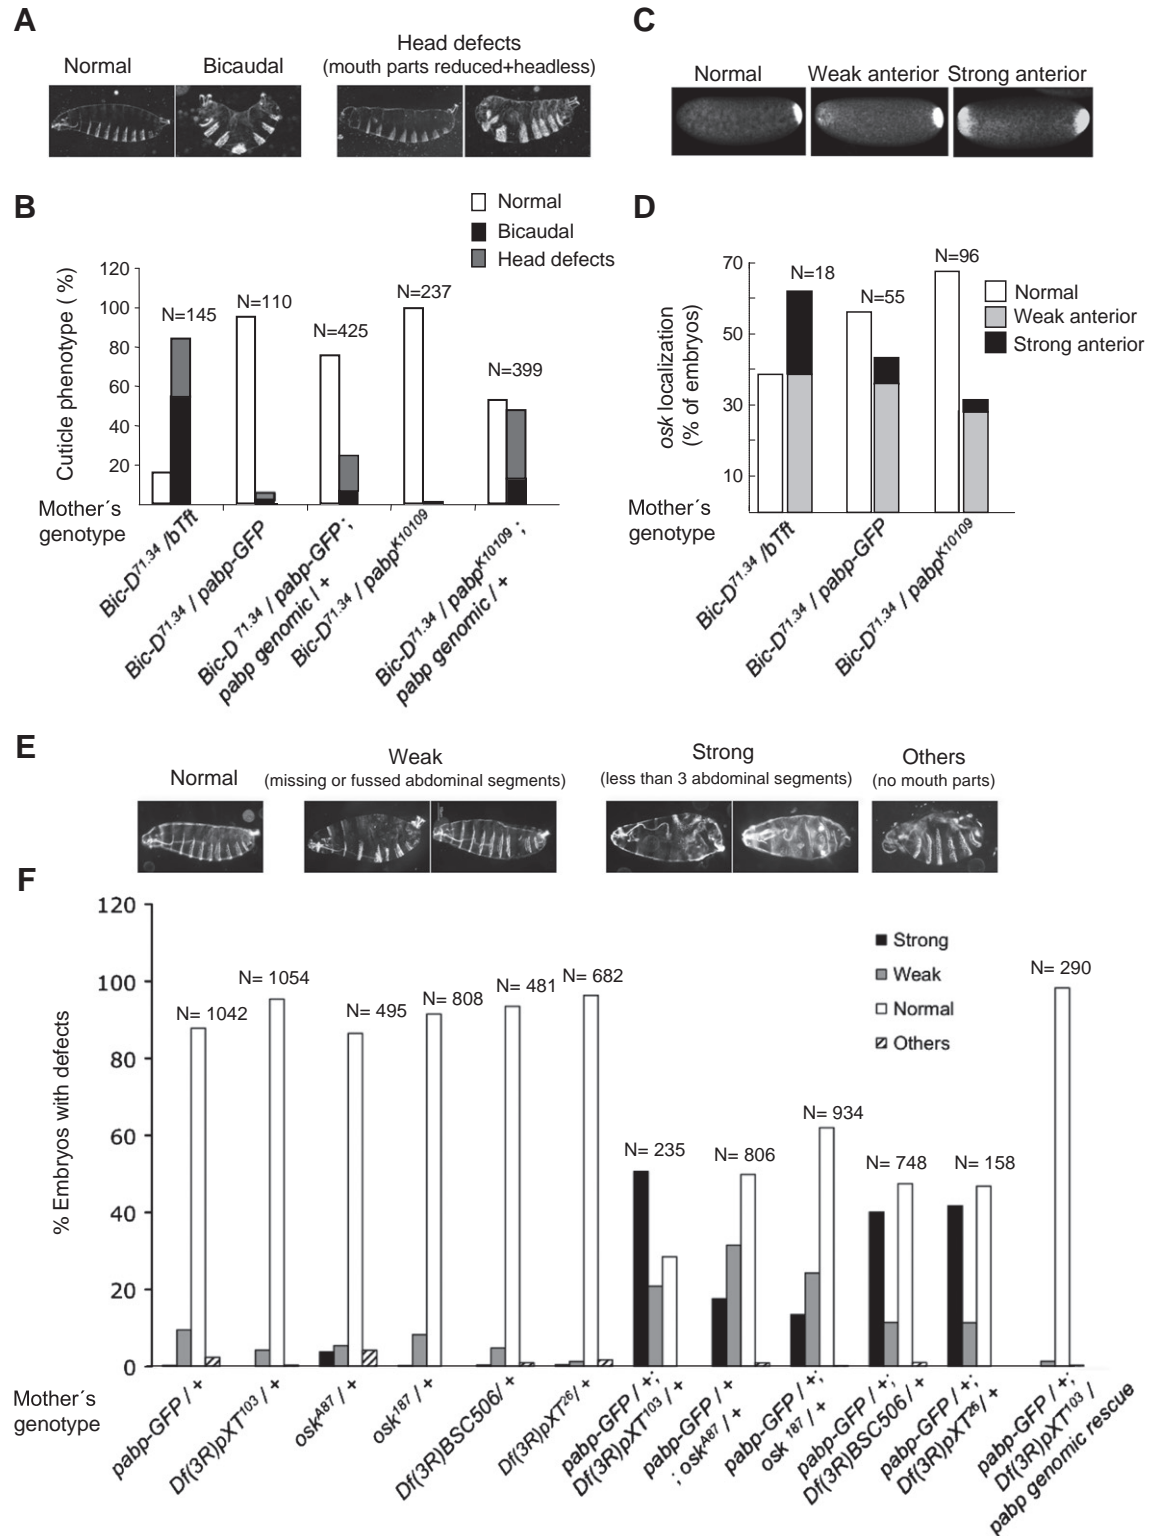 A
Normal
Bicaudal
Head defects
(mouth parts reduced+headless)
C
Normal
Weak anterior
Strong anterior
B
Normal
Bicaudal
Head defects
Cuticle phenotype ( %)
120
100
80
60
40
20
N=145
N=110
N=425
N=237
N=399
Mother´s
genotype
Bic-D71.34 /bTft
Bic-D71.34 / pabp-GFP
Bic-D 71.34 / pabp-GFP;
pabp genomic / +
Bic-D71.34 / pabpK10109
Bic-D71.34 / pabpK10109 ;
pabp genomic / +
D
osk localization
(% of embryos)
70
50
30
10
N=18
N=55
N=96
Normal
Weak anterior
Strong anterior
Mother´s
genotype
Bic-D71.34 /bTft
Bic-D71.34 / pabp-GFP
Bic-D71.34 / pabpK10109
E
Normal
Weak
(missing or fussed abdominal segments)
Strong
(less than 3 abdominal segments)
Others
(no mouth parts)
F
% Embryos with defects
120
100
80
60
40
20
0
N= 1042
N= 1054
N= 495
N= 808
N= 481
N= 682
N= 235
N= 806
N= 934
N= 748
N= 158
N= 290
Strong
Weak
Normal
Others
Mother´s
genotype
pabp-GFP / +
Df(3R)pXT103 / +
oskA87 / +
osk187 / +
Df(3R)BSC506/ +
Df(3R)pXT26/ +
pabp-GFP / +;
Df(3R)pXT103 / +
pabp-GFP / +
; oskA87 / +
pabp-GFP / +;
osk 187 / +
pabp-GFP / +;
Df(3R)BSC506/ +
pabp-GFP / +;
Df(3R)pXT26/ +
pabp-GFP / +;
Df(3R)pXT103 /
pabp genomic rescue